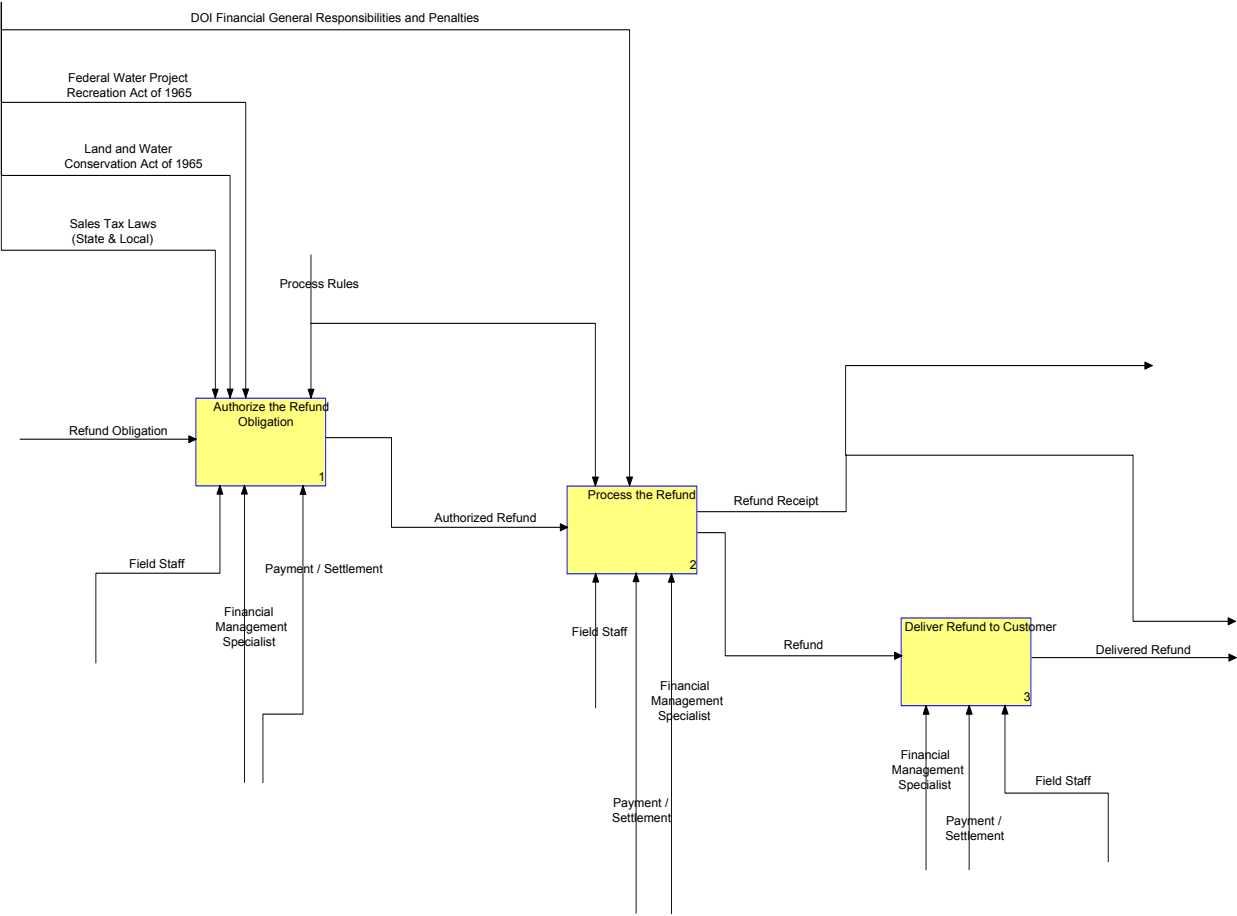 DOI Financial General Responsibilities and Penalties
Federal Water Project
Recreation Act of 1965
Land and Water
Conservation Act of 1965
Sales Tax Laws
(State & Local)
Process Rules
Authorize the Refund
Obligation
1
Refund Obligation
Authorized Refund
Process the Refund
2
Refund Receipt
Field Staff
Payment / Settlement
Financial
Management
Specialist
Field Staff
Refund
Deliver Refund to Customer
3
Delivered Refund
Financial
Management
Specialist
Payment /
Settlement
Financial
Management
Specialist
Field Staff
Payment /
Settlement